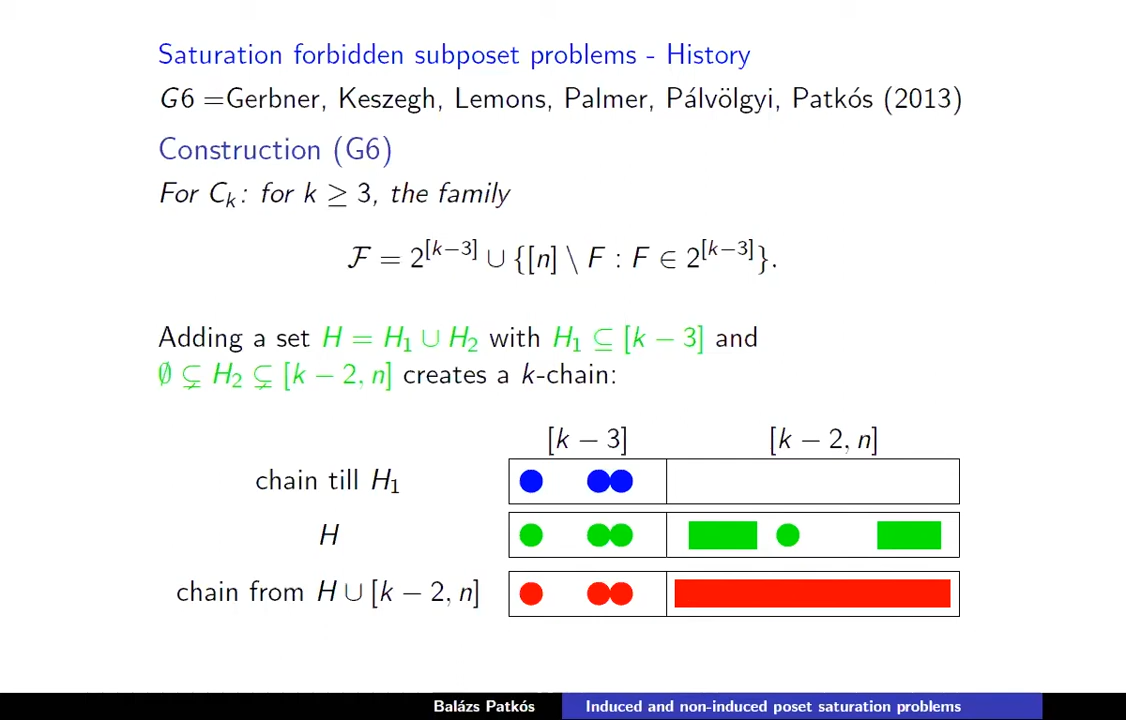 Saturation forbidden subposet problems - History
G6 =Gerbner, Keszegh, Lemons, Palmer, Pálvölgyi, Patkós (2013)
Construction (G6)
For Cₖ: for k ≥ 3, the family
ℱ = 2^[k−3] ∪ {[n] \ F : F ∈ 2^[k−3]}.
Adding a set H = H₁ ∪ H₂ with H₁ ⊆ [k − 3] and
∅ ⊊ H₂ ⊊ [k − 2, n] creates a k-chain:
[k − 3] [k − 2, n]
chain till H₁
H
chain from H ∪ [k − 2, n]
Balázs Patkós Induced and non-induced poset saturation problems